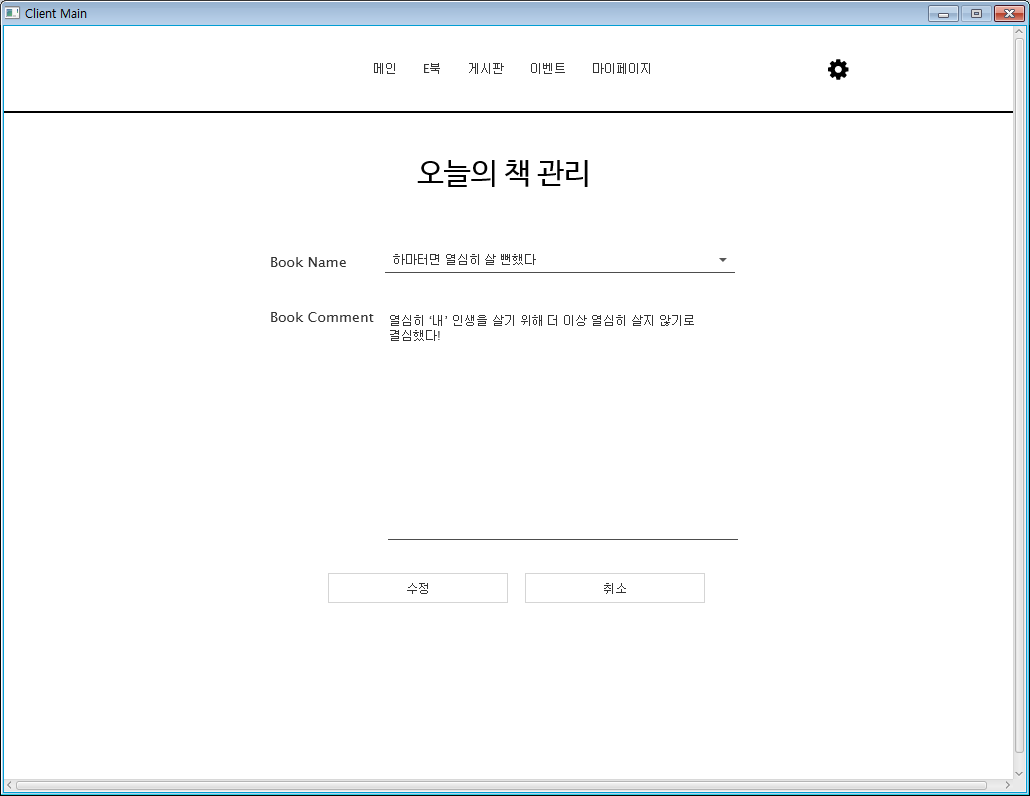 Client Main
메인 E북 게시판 이벤트 마이페이지
오늘의 책 관리
Book Name 하마터면 열심히 살 뻔했다
Book Comment 열심히 ‘내’ 인생을 살기 위해 더 이상 열심히 살지 않기로
결심했다!
수정 취소